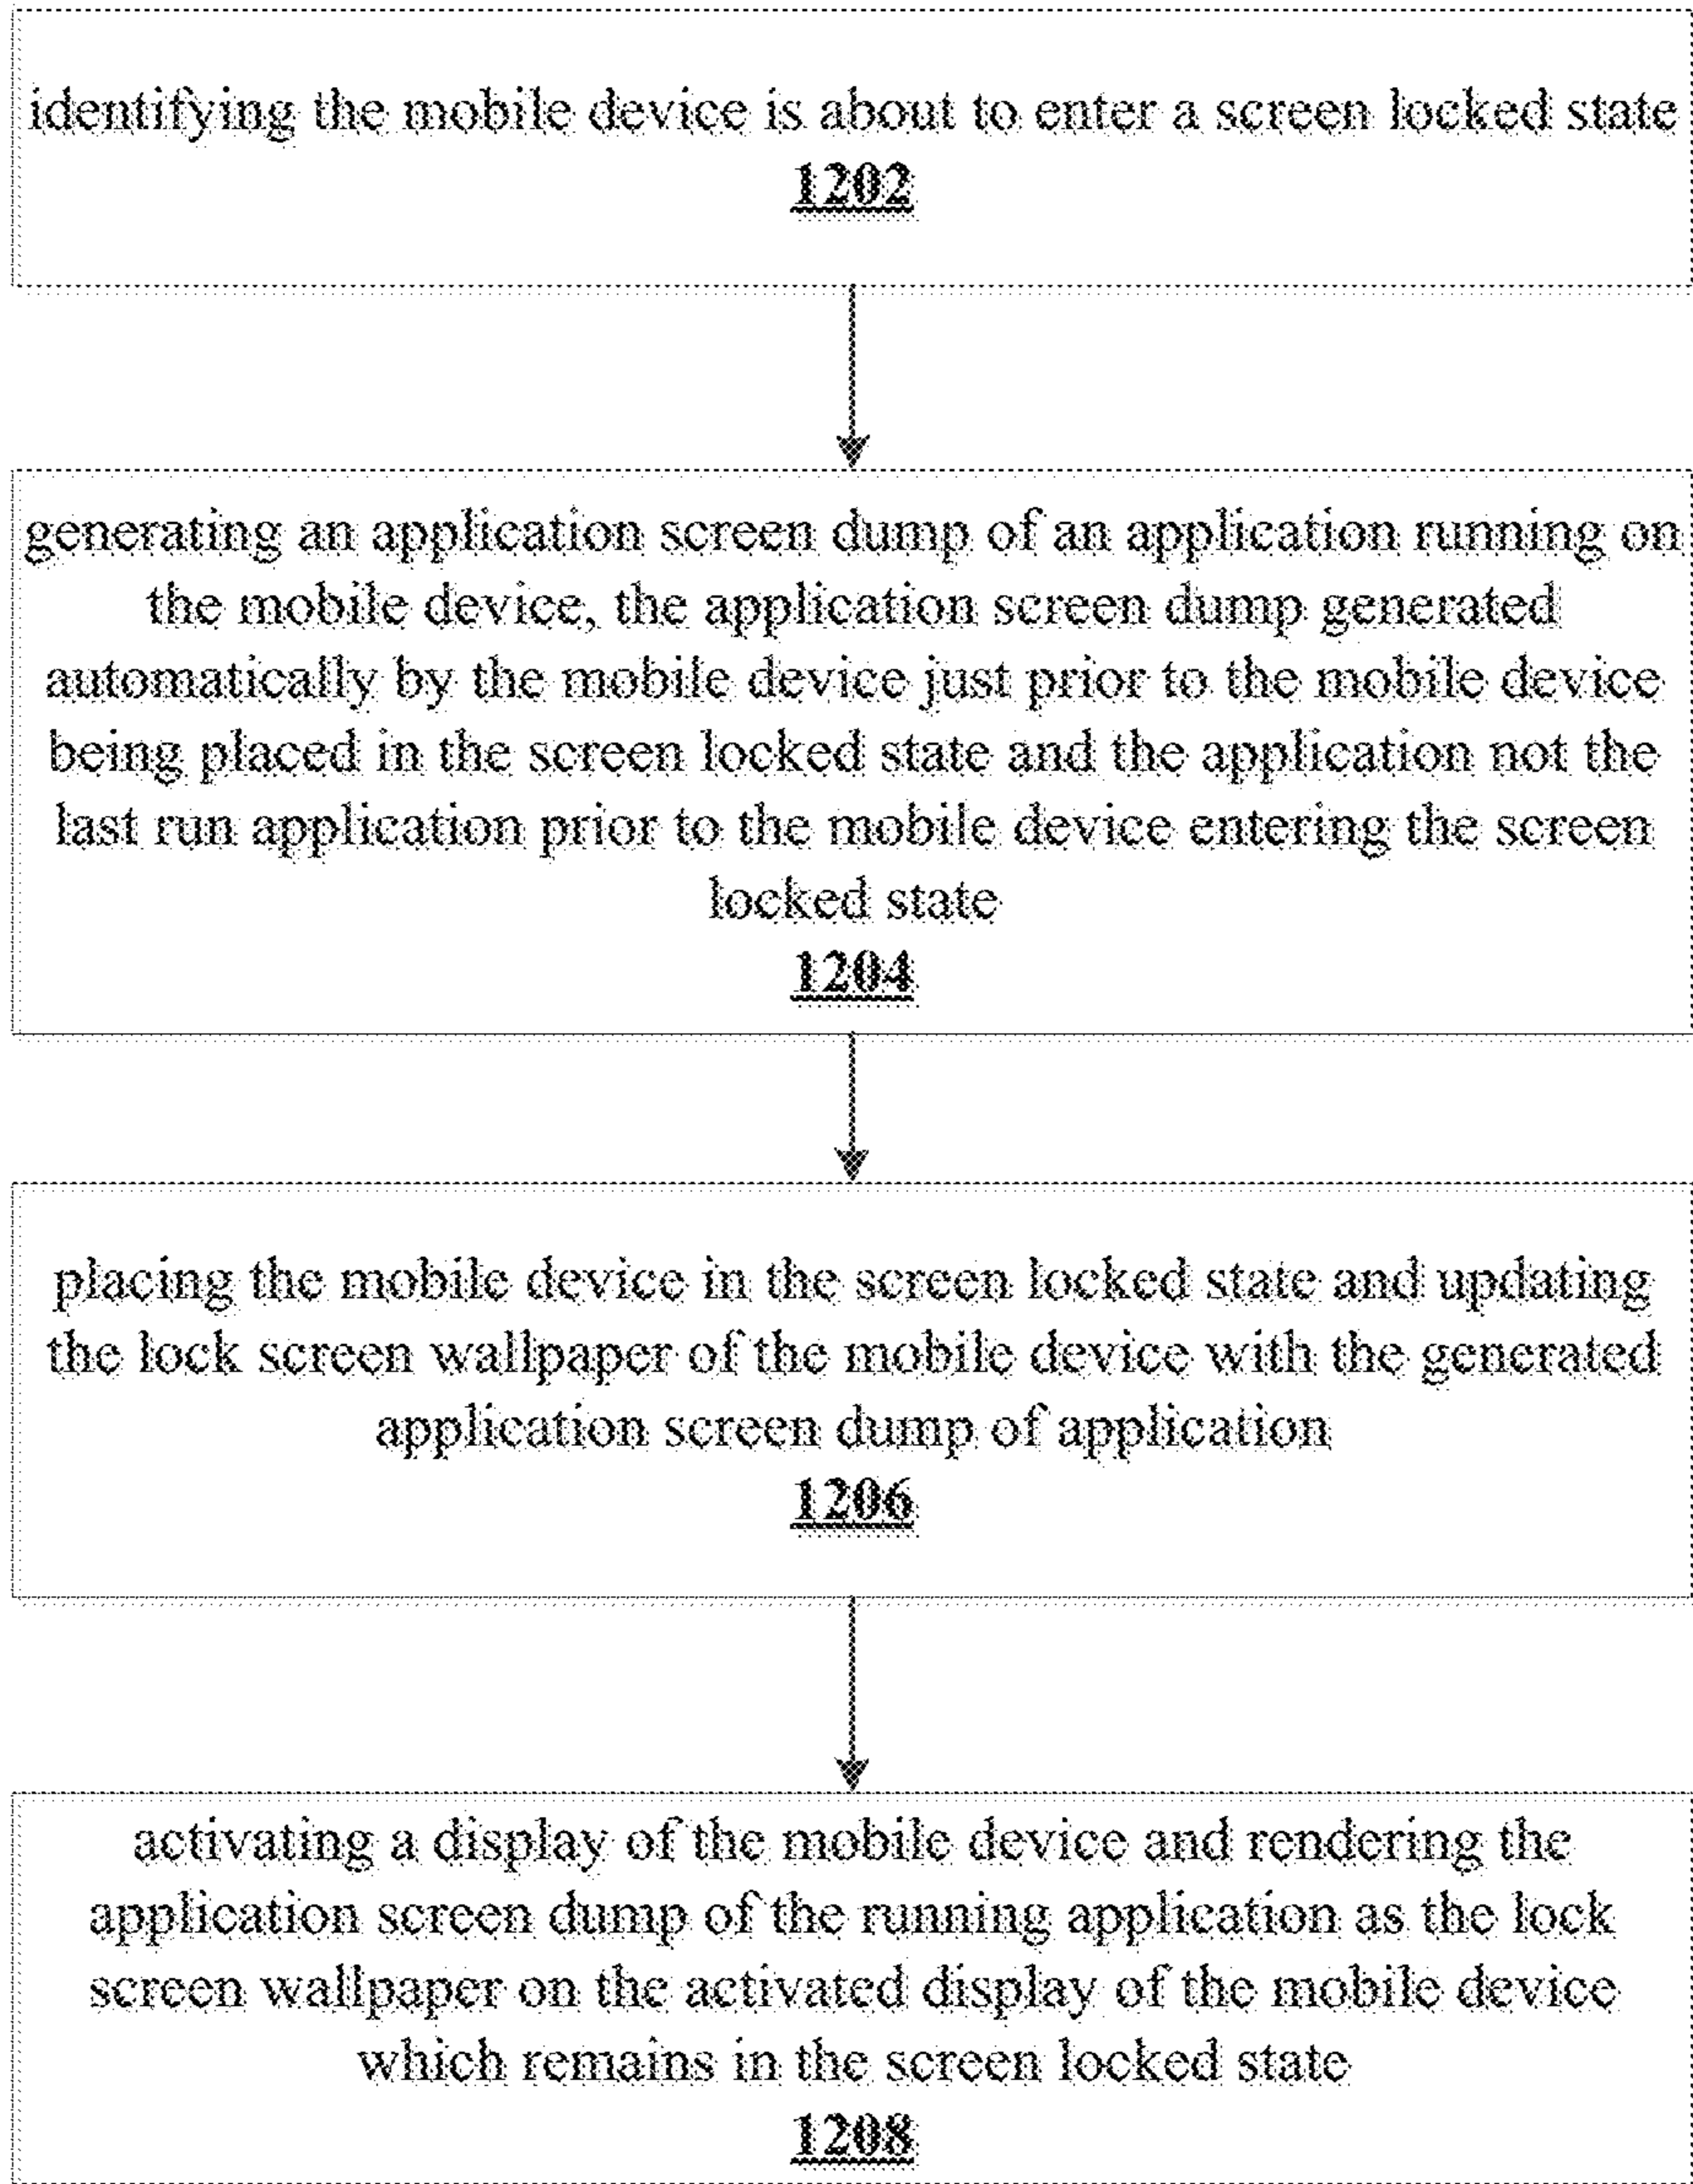 identifying the mobile device is about to enter a screen locked state
1202
generating an application screen dump of an application running on
the mobile device, the application screen dump generated
automatically by the mobile device just prior to the mobile device
being placed in the screen locked state and the application not the
last run application prior to the mobile device entering the screen
locked state
1204
placing the mobile device in the screen locked state and updating
the lock screen wallpaper of the mobile device with the generated
application screen dump of application
1206
activating a display of the mobile device and rendering the
application screen dump of the running application as the lock
screen wallpaper on the activated display of the mobile device
which remains in the screen locked state
1208